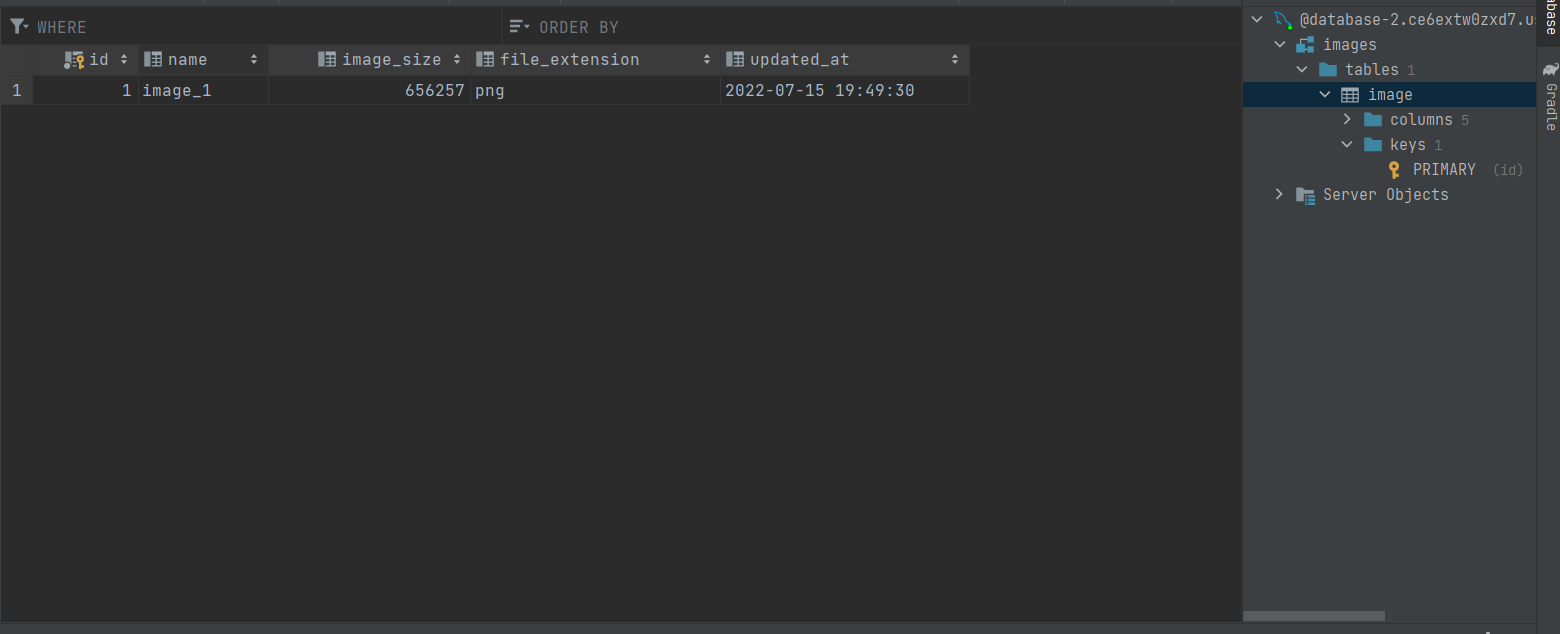 WHERE ORDER BY
id name image_size file_extension updated_at
1 1 image_1 656257 png 2022-07-15 19:49:30
@database-2.ce6extw0zxd7.u
images
tables 1
image
columns 5
keys 1
PRIMARY (id)
Server Objects
abase
Gradle